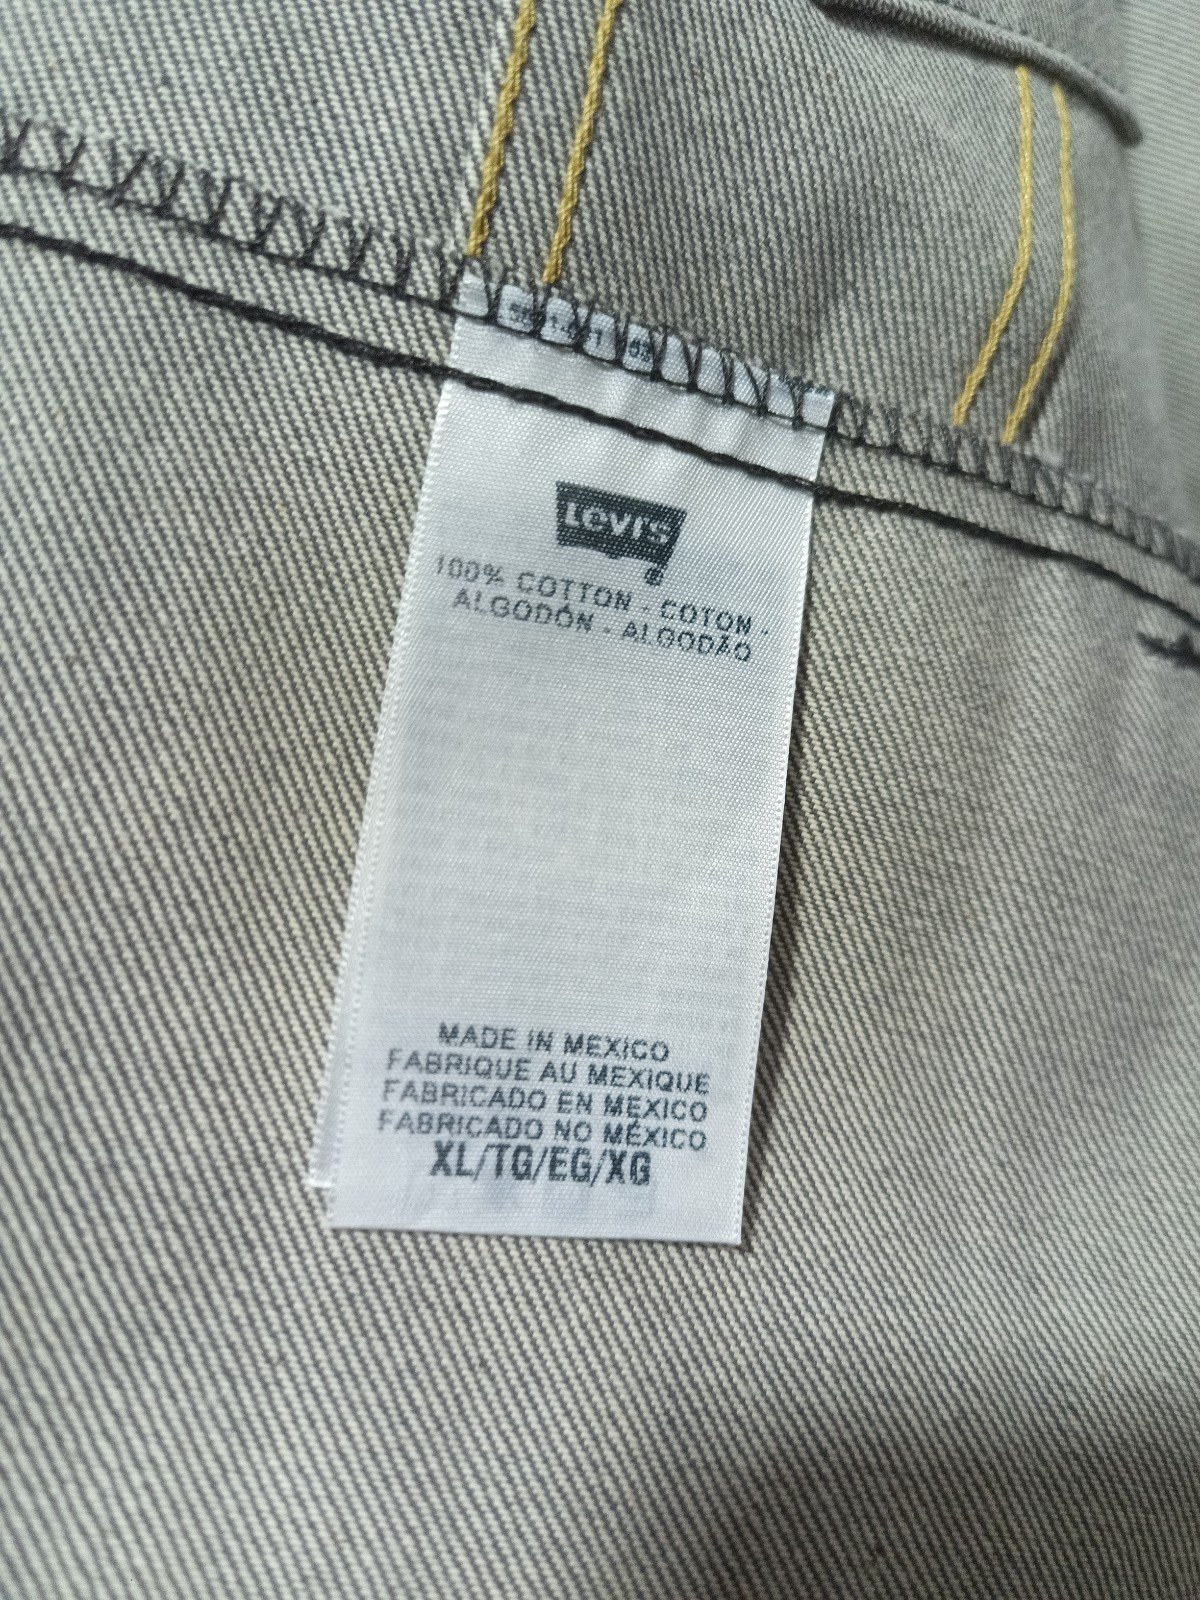 Levi's
®
100% COTTON - COTON -
ALGODÓN - ALGODÃO
MADE IN MEXICO
FABRIQUE AU MEXIQUE
FABRICADO EN MEXICO
FABRICADO NO MÉXICO
XL/TG/EG/XG